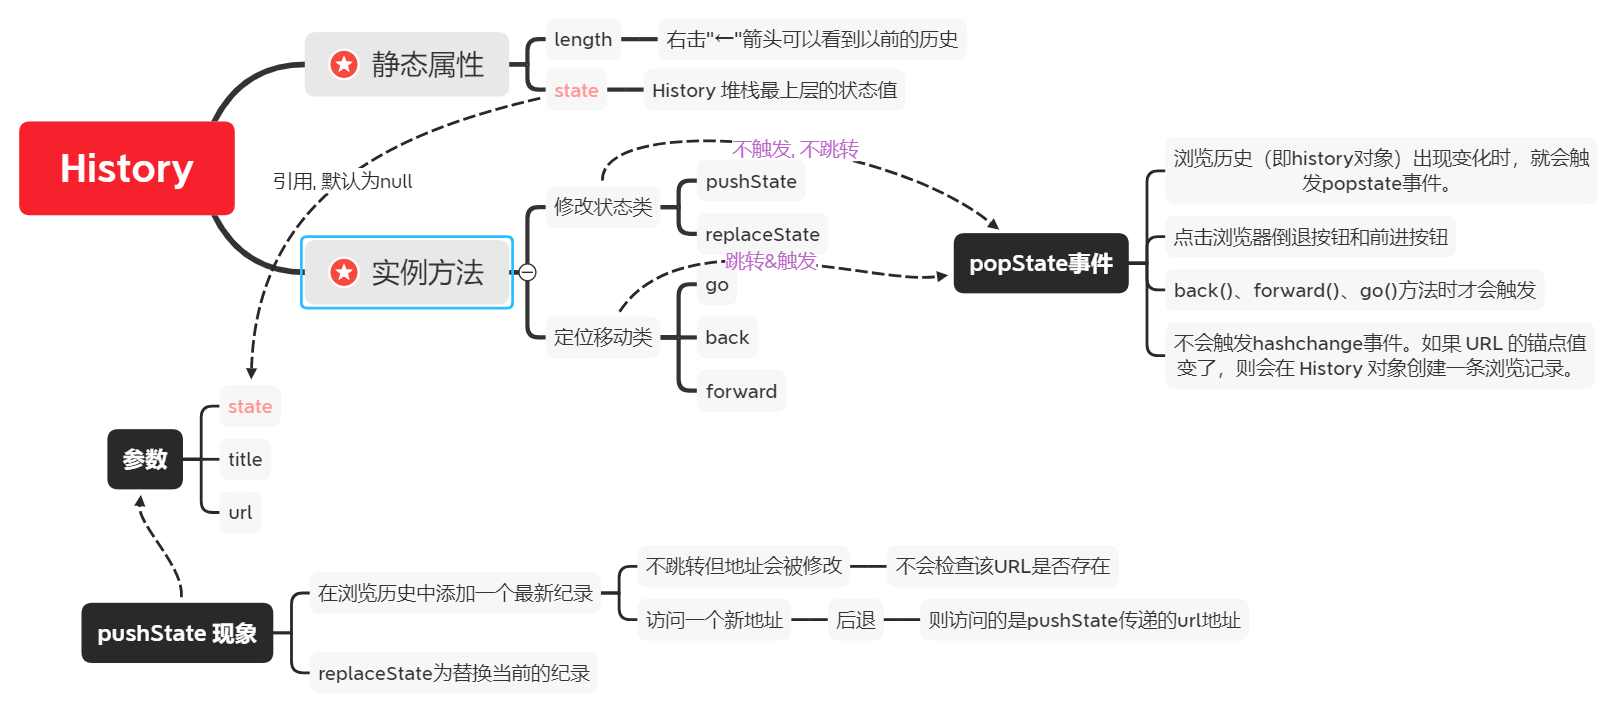 History
静态属性
length
右击"←"箭头可以看到以前的历史
state
History 堆栈最上层的状态值
引用, 默认为null
实例方法
修改状态类
不触发, 不跳转
pushState
replaceState
定位移动类
跳转&触发
go
back
forward
popState事件
浏览历史（即history对象）出现变化时，就会触
发popstate事件。
点击浏览器倒退按钮和前进按钮
back()、forward()、go()方法时才会触发
不会触发hashchange事件。如果 URL 的锚点值
变了，则会在 History 对象创建一条浏览记录。
参数
state
title
url
pushState 现象
在浏览历史中添加一个最新纪录
不跳转但地址会被修改
不会检查该URL是否存在
访问一个新地址
后退
则访问的是pushState传递的url地址
replaceState为替换当前的纪录